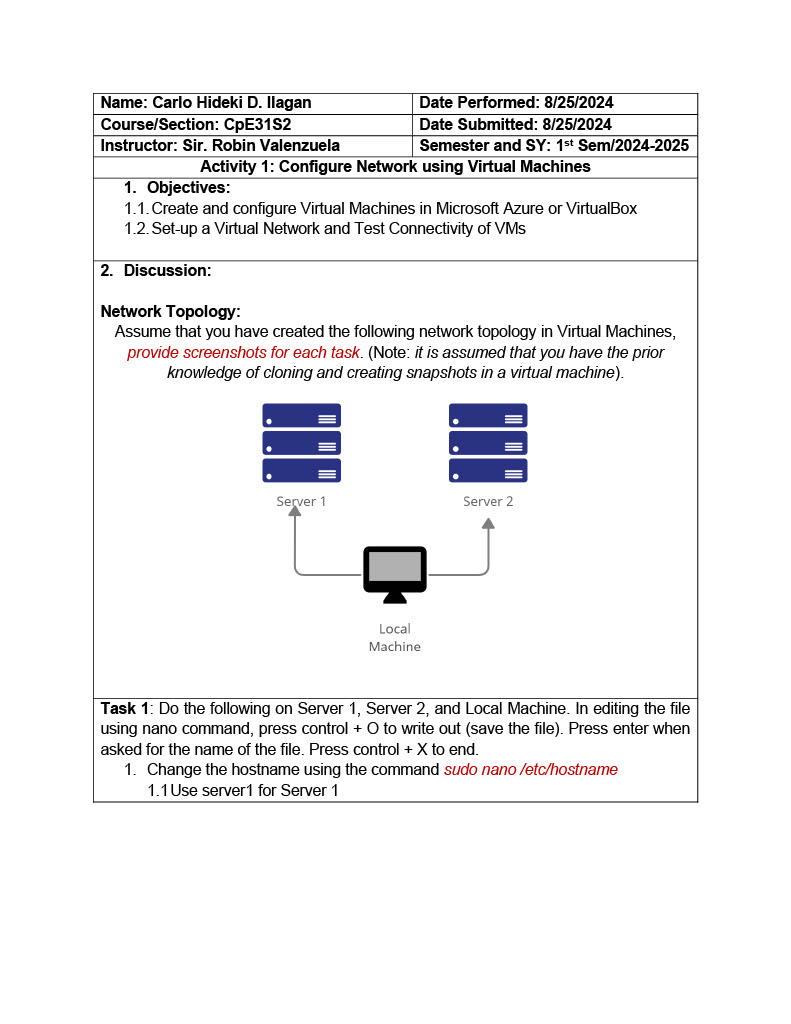 Name: Carlo Hideki D. Ilagan
Date Performed: 8/25/2024
Course/Section: CpE31S2
Date Submitted: 8/25/2024
Instructor: Sir. Robin Valenzuela
Semester and SY: 1st Sem/2024-2025
Activity 1: Configure Network using Virtual Machines
1. Objectives:
1.1. Create and configure Virtual Machines in Microsoft Azure or VirtualBox
1.2. Set-up a Virtual Network and Test Connectivity of VMs
2. Discussion:
Network Topology:
Assume that you have created the following network topology in Virtual Machines,
provide screenshots for each task. (Note: it is assumed that you have the prior
knowledge of cloning and creating snapshots in a virtual machine).
Server 1
Server 2
Local
Machine
Task 1: Do the following on Server 1, Server 2, and Local Machine. In editing the file
using nano command, press control + O to write out (save the file). Press enter when
asked for the name of the file. Press control + X to end.
1. Change the hostname using the command sudo nano /etc/hostname
1.1 Use server1 for Server 1